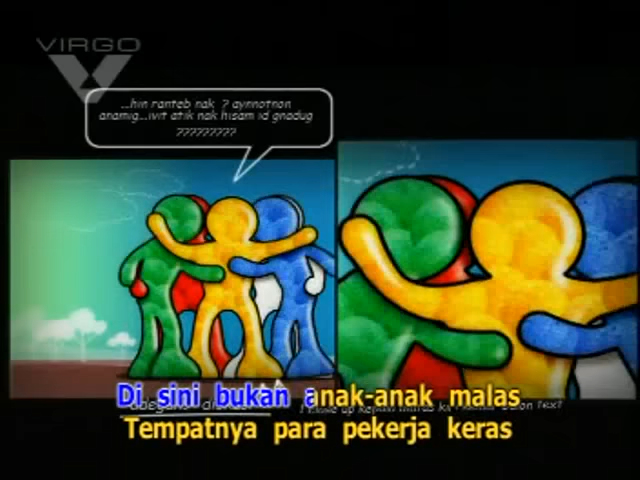 VIRGO
...hin ranteb nak ? aynnotnon
anamig...ivit atik nak hisam id gnadug
?????????
Di sini bukan anak-anak malas
Tempatnya para pekerja keras